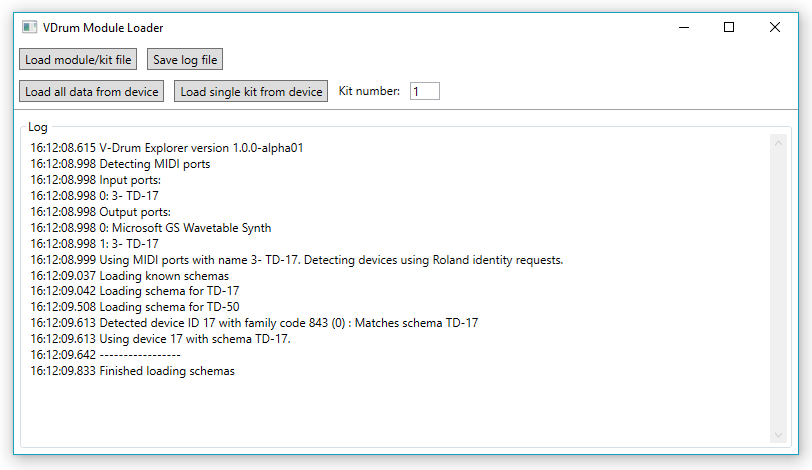 VDrum Module Loader
Load module/kit file Save log file
Load all data from device Load single kit from device Kit number: 1
Log
16:12:08.615 V-Drum Explorer version 1.0.0-alpha01
16:12:08.998 Detecting MIDI ports
16:12:08.998 Input ports:
16:12:08.998 0: 3- TD-17
16:12:08.998 Output ports:
16:12:08.998 0: Microsoft GS Wavetable Synth
16:12:08.998 1: 3- TD-17
16:12:08.999 Using MIDI ports with name 3- TD-17. Detecting devices using Roland identity requests.
16:12:09.037 Loading known schemas
16:12:09.042 Loading schema for TD-17
16:12:09.508 Loading schema for TD-50
16:12:09.613 Detected device ID 17 with family code 843 (0) : Matches schema TD-17
16:12:09.613 Using device 17 with schema TD-17.
16:12:09.642 -----------------
16:12:09.833 Finished loading schemas